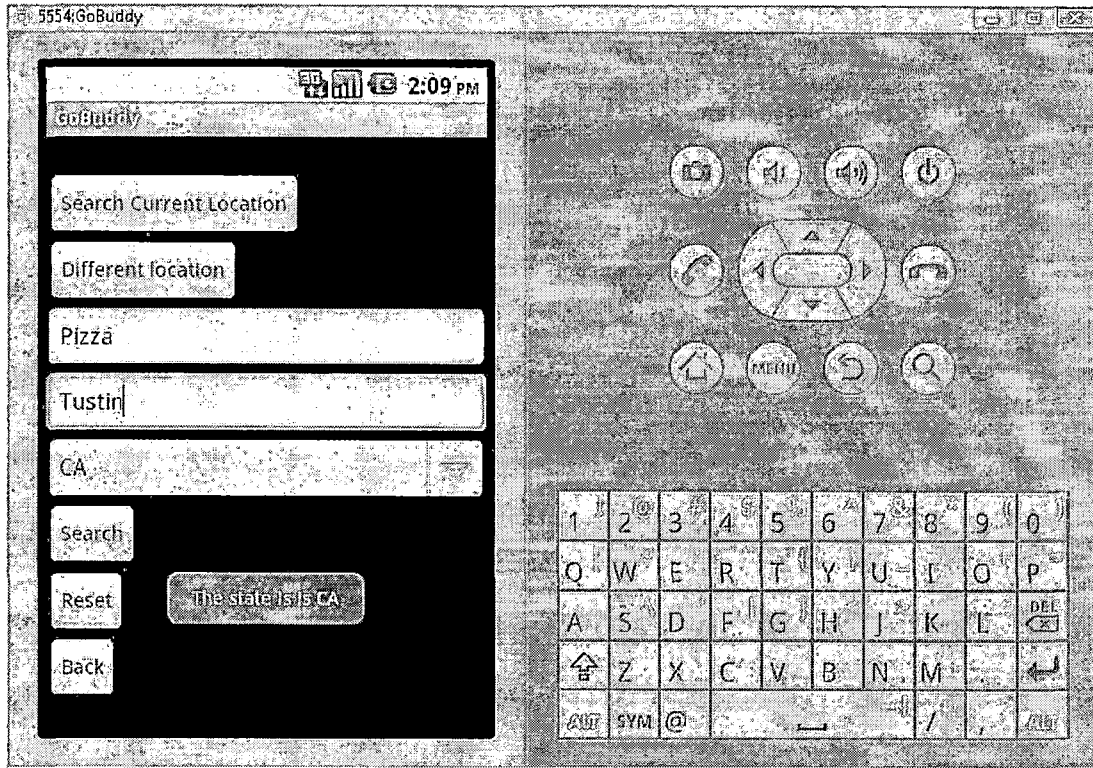 5554:GoBuddy
2:09 PM
GoBuddy
Search Current Location
Different location
Pizza
Tustin
CA
Search
Reset
The state is is CA
Back
MENU
1 2 @ 3 # 4 $ 5 % 6 ^ 7 & 8 * 9 ( 0 )
Q W E R T Y U I O P
A S D F G H J K L DEL
Z X C V B N M .
ALT SYM @ / , ALT